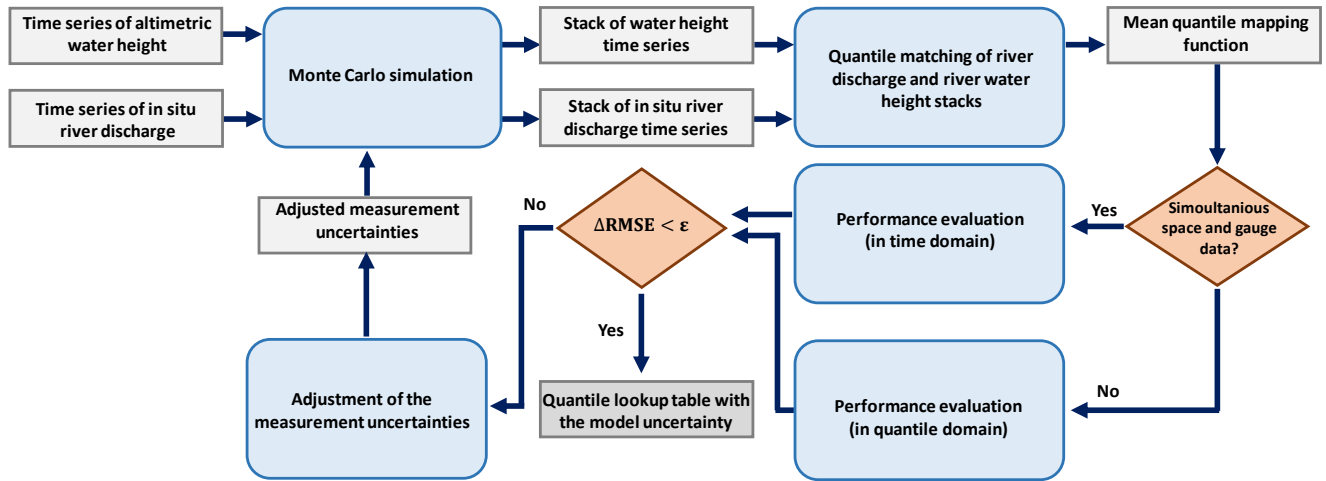 Time series of altimetric
water height
Time series of in situ
river discharge
Monte Carlo simulation
Stack of water height
time series
Stack of in situ river
discharge time series
Quantile matching of river
discharge and river water
height stacks
Mean quantile mapping
function
Simoultanious
space and gauge
data?
Yes
No
Performance evaluation
(in time domain)
Performance evaluation
(in quantile domain)
ΔRMSE < ε
No
Yes
Quantile lookup table with
the model uncertainty
Adjustment of the
measurement uncertainties
Adjusted measurement
uncertainties